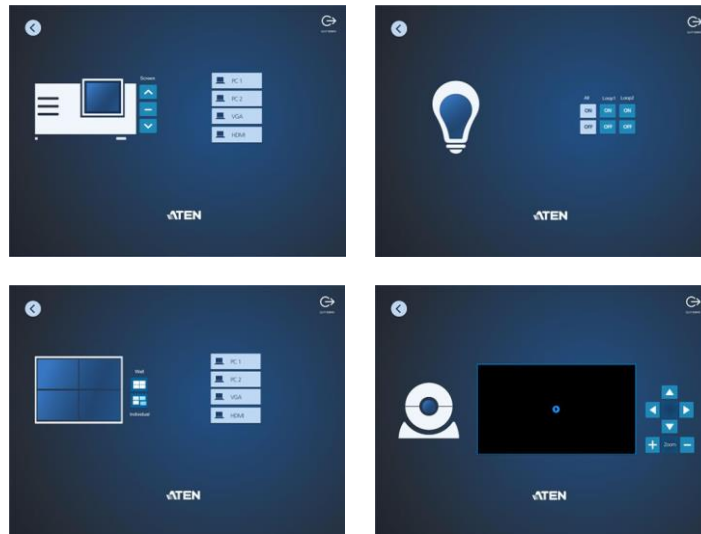 Screen
PC 1
PC 2
VGA
HDMI
ATEN
All Loop1 Loop2
ON ON ON
OFF OFF OFF
ATEN
Wall
Individual
PC 1
PC 2
VGA
HDMI
ATEN
Zoom
ATEN